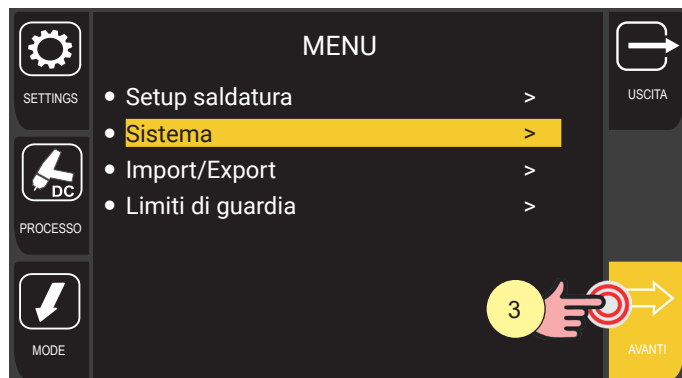 MENU
SETTINGS
USCITA
Setup saldatura >
Sistema >
Import/Export >
Limiti di guardia >
DC
PROCESSO
3
MODE
AVANTI